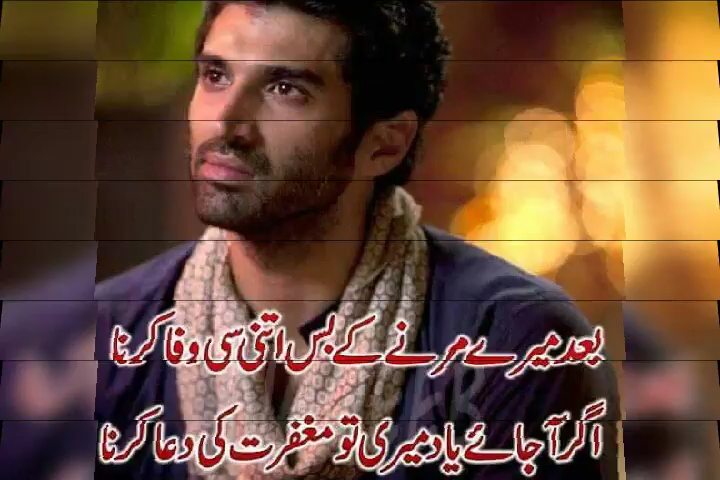 بعد میرے مرنے کے بس اتنی سی وفا کرنا
اگر آ جائے یاد میری تو مغفرت کی دعا کرنا